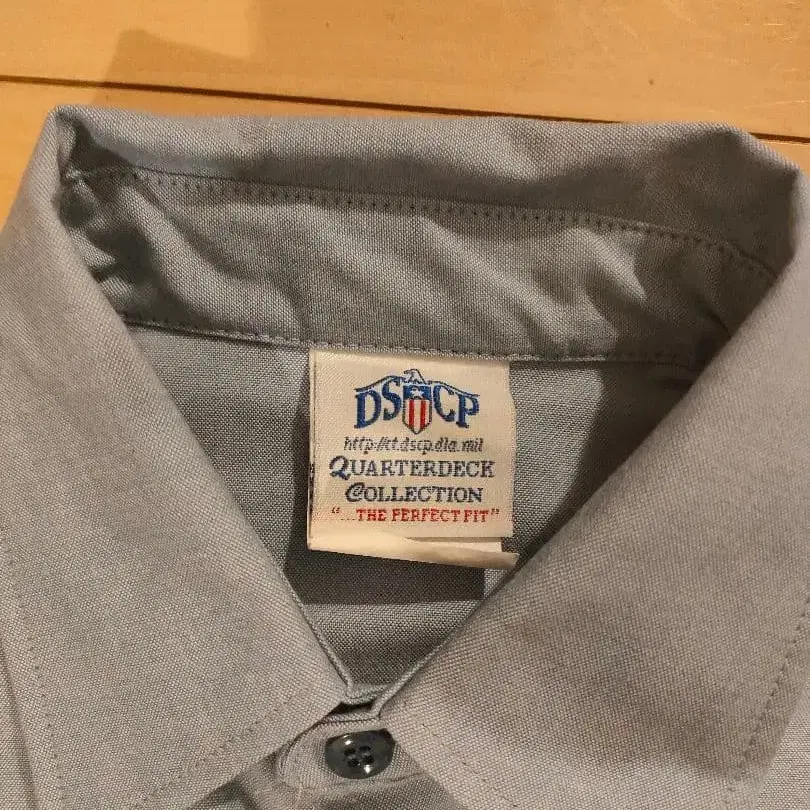 DSCP
http://ct.dscp.dla.mil
QUARTERDECK
COLLECTION
"...THE PERFECT FIT"